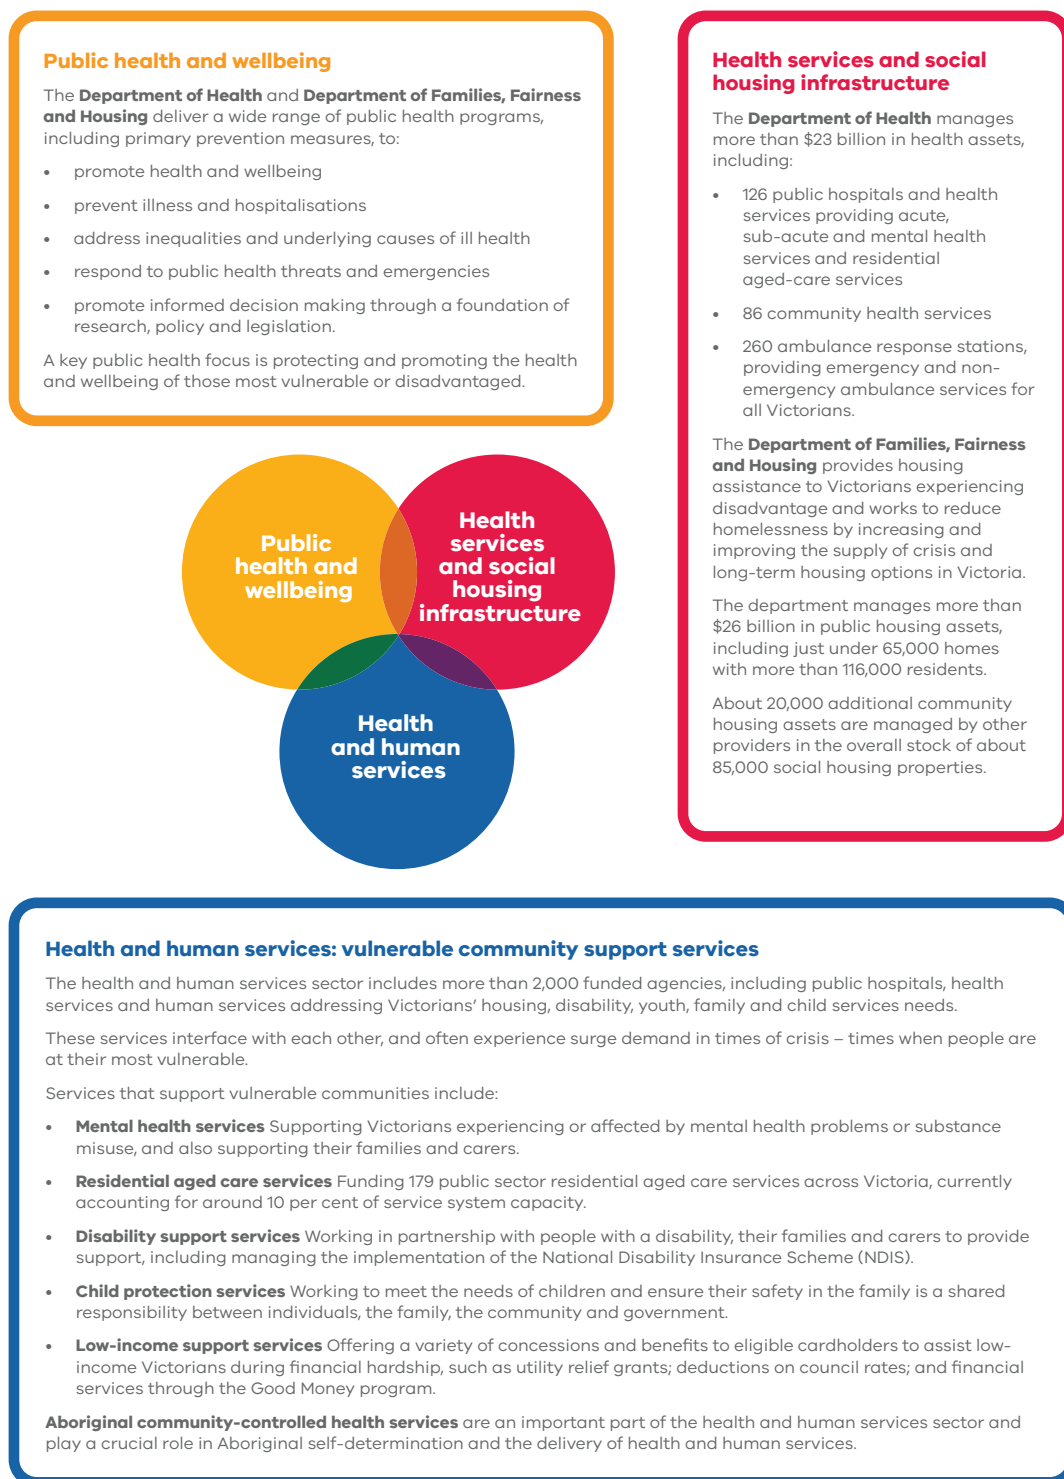 Public health and wellbeing
The Department of Health and Department of Families, Fairness
and Housing deliver a wide range of public health programs,
including primary prevention measures, to:
• promote health and wellbeing
• prevent illness and hospitalisations
• address inequalities and underlying causes of ill health
• respond to public health threats and emergencies
• promote informed decision making through a foundation of
research, policy and legislation.
A key public health focus is protecting and promoting the health
and wellbeing of those most vulnerable or disadvantaged.
Health services and social
housing infrastructure
The Department of Health manages
more than $23 billion in health assets,
including:
• 126 public hospitals and health
services providing acute,
sub-acute and mental health
services and residential
aged-care services
• 86 community health services
• 260 ambulance response stations,
providing emergency and non-
emergency ambulance services for
all Victorians.
The Department of Families, Fairness
and Housing provides housing
assistance to Victorians experiencing
disadvantage and works to reduce
homelessness by increasing and
improving the supply of crisis and
long-term housing options in Victoria.
The department manages more than
$26 billion in public housing assets,
including just under 65,000 homes
with more than 116,000 residents.
About 20,000 additional community
housing assets are managed by other
providers in the overall stock of about
85,000 social housing properties.
Public
health and
wellbeing
Health
services
and social
housing
infrastructure
Health
and human
services
Health and human services: vulnerable community support services
The health and human services sector includes more than 2,000 funded agencies, including public hospitals, health
services and human services addressing Victorians’ housing, disability, youth, family and child services needs.
These services interface with each other, and often experience surge demand in times of crisis – times when people are
at their most vulnerable.
Services that support vulnerable communities include:
• Mental health services Supporting Victorians experiencing or affected by mental health problems or substance
misuse, and also supporting their families and carers.
• Residential aged care services Funding 179 public sector residential aged care services across Victoria, currently
accounting for around 10 per cent of service system capacity.
• Disability support services Working in partnership with people with a disability, their families and carers to provide
support, including managing the implementation of the National Disability Insurance Scheme (NDIS).
• Child protection services Working to meet the needs of children and ensure their safety in the family is a shared
responsibility between individuals, the family, the community and government.
• Low-income support services Offering a variety of concessions and benefits to eligible cardholders to assist low-
income Victorians during financial hardship, such as utility relief grants; deductions on council rates; and financial
services through the Good Money program.
Aboriginal community-controlled health services are an important part of the health and human services sector and
play a crucial role in Aboriginal self-determination and the delivery of health and human services.